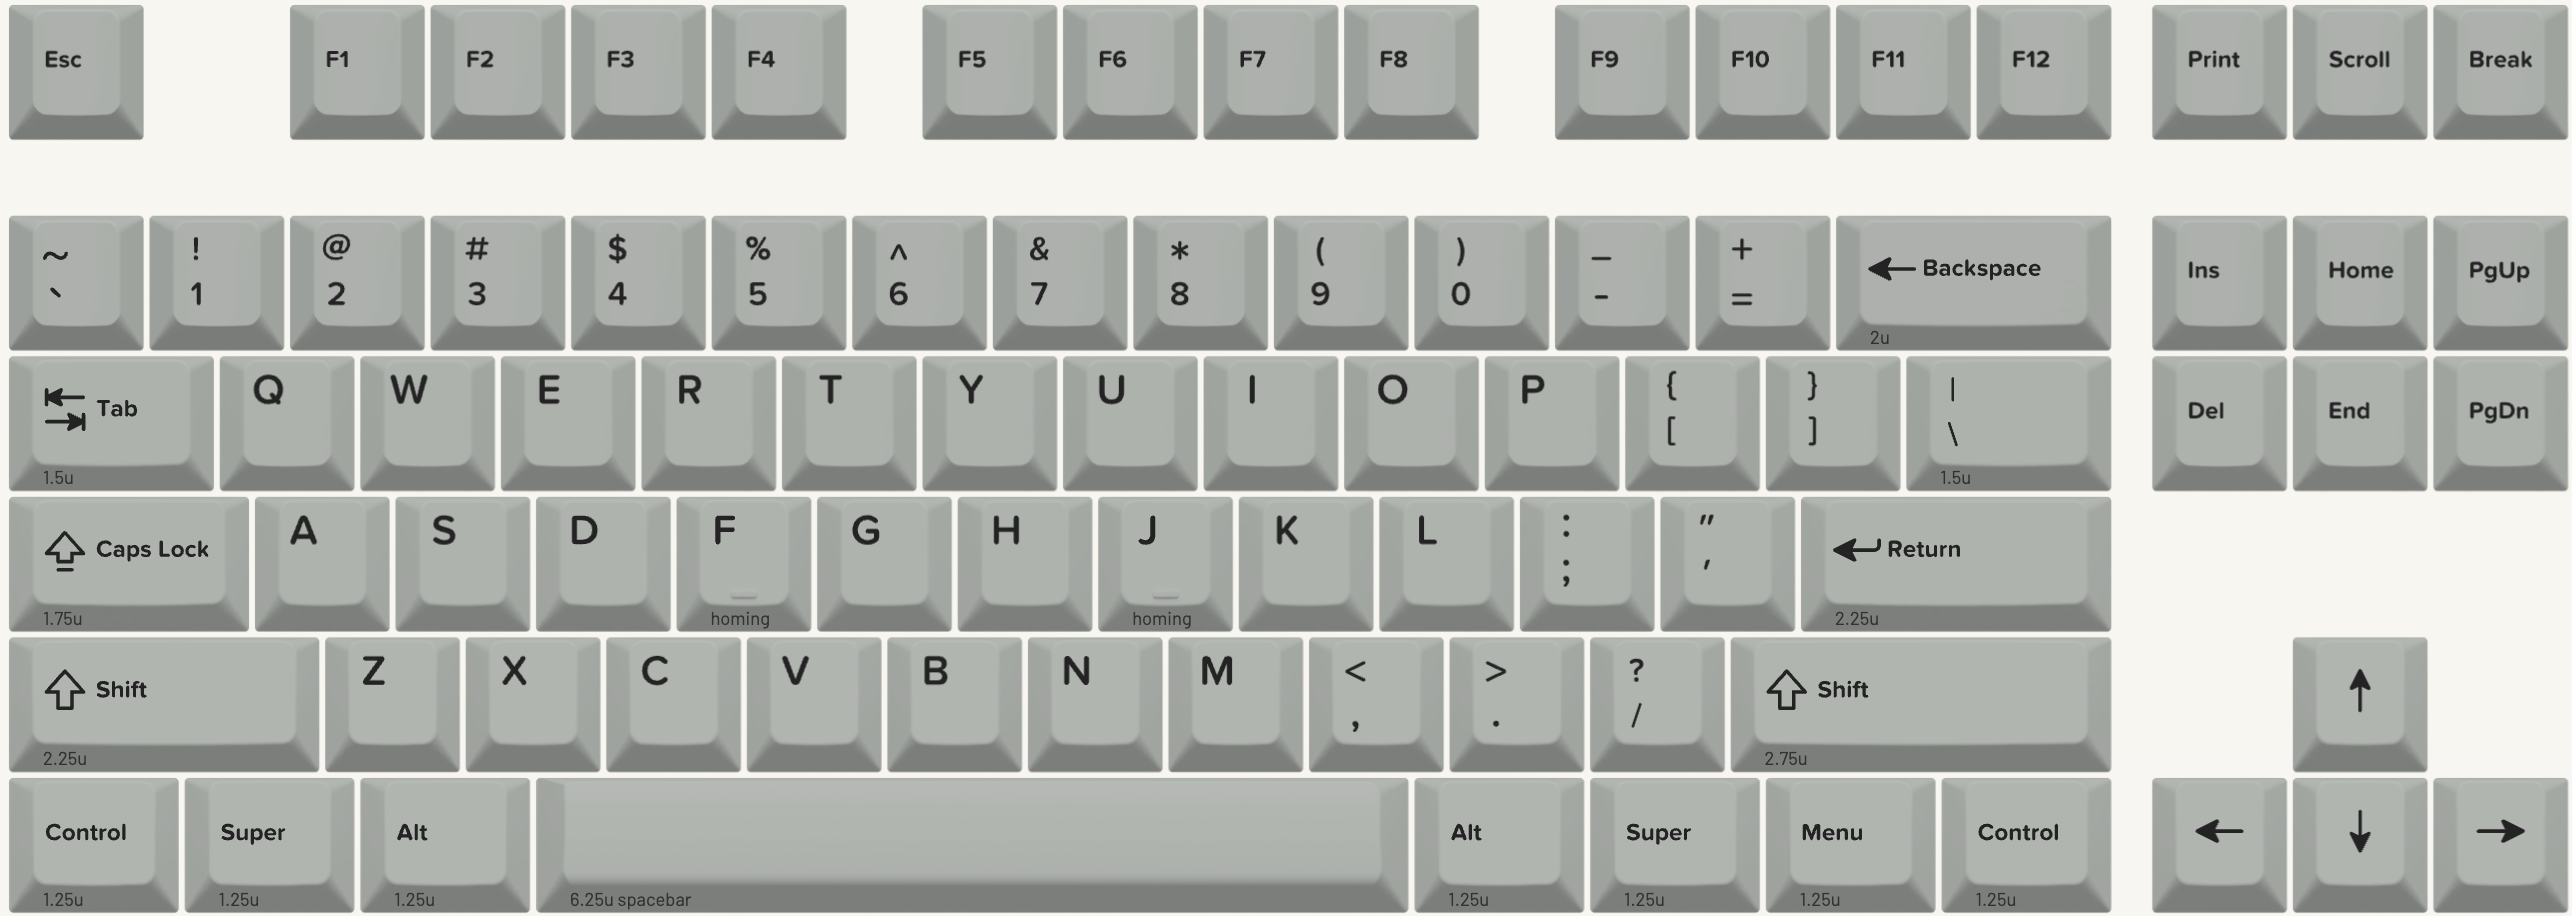 Esc F1 F2 F3 F4 F5 F6 F7 F8 F9 F10 F11 F12 Print Scroll Break
~ ! @ # $ % ^ & * ( ) _ +
` 1 2 3 4 5 6 7 8 9 0 - = Backspace Ins Home PgUp
2u
Q W E R T Y U I O P { } |
Tab [ ] \ Del End PgDn
1.5u 1.5u
A S D F G H J K L : "
Caps Lock ; ' Return
1.75u homing homing 2.25u
Z X C V B N M < > ?
Shift , . / Shift
2.25u 2.75u
Control Super Alt Alt Super Menu Control
1.25u 1.25u 1.25u 6.25u spacebar 1.25u 1.25u 1.25u 1.25u